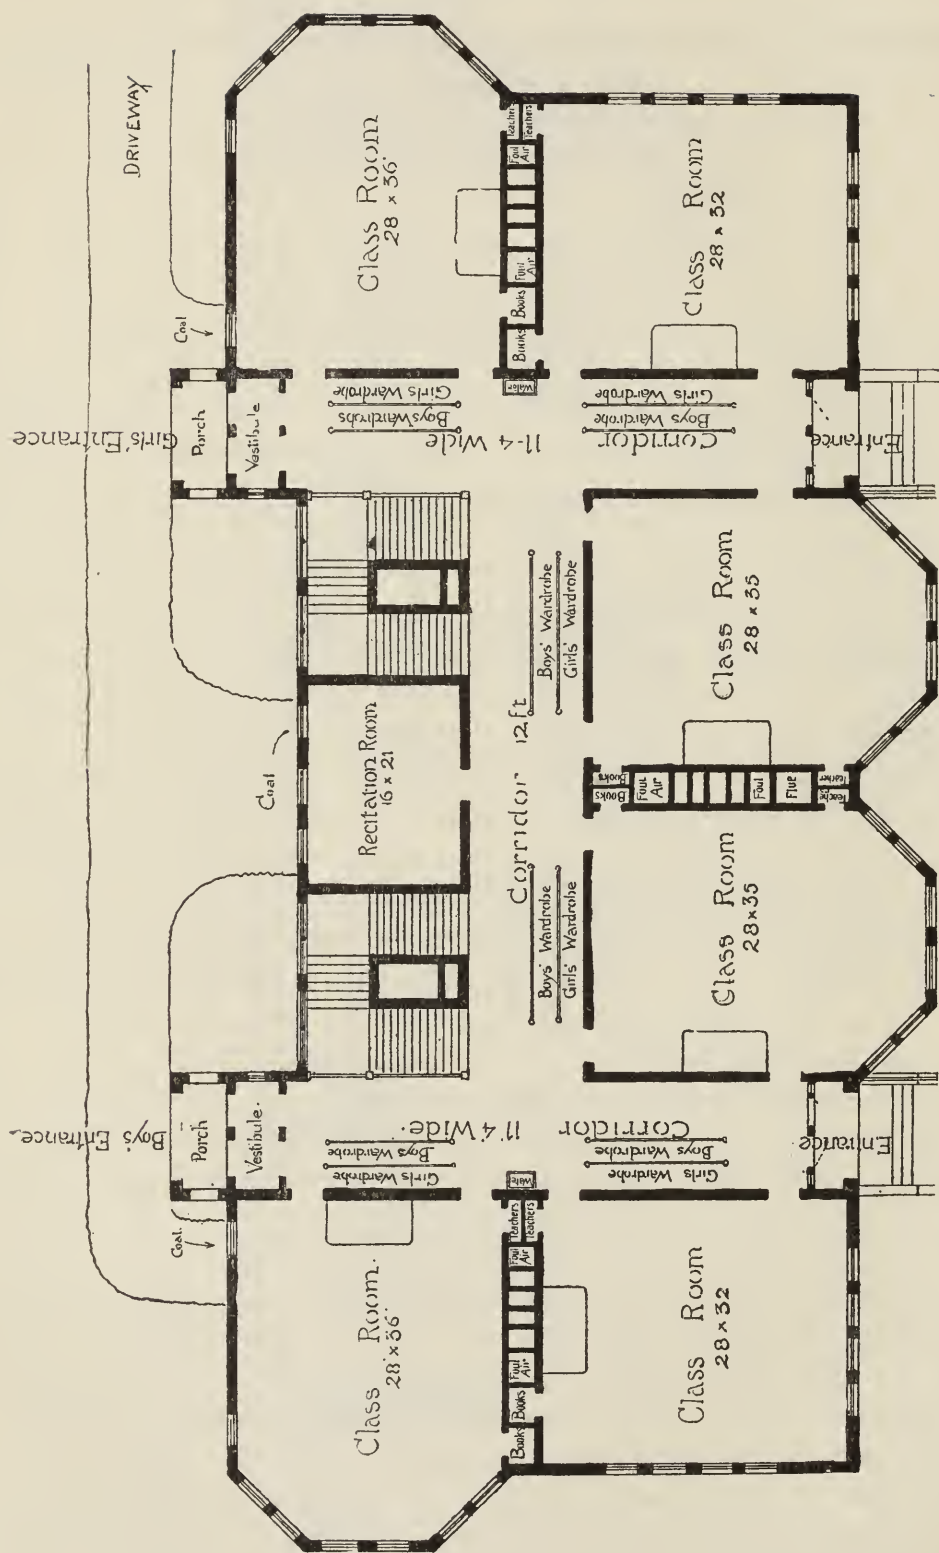 DRIVEWAY
Coal
Girls' Entrance
Porch
Vestibule
Class Room
28 x 36'
Teachers
Teachers
Foul
Air
Foul
Air
Books
Books
Class Room
28 x 32
Girls Wardrobe
Boys Wardrobs
Water
Girls Wardrobe
Boys Wardrobe
Corridor 11-4 Wide
Entrance
Recitation Room
16 x 21
Coal
Corridor 12 ft
Boys' Wardrobe
Girls' Wardrobe
Class Room
28 x 35
Books
Books
Foul
Air
Foul
Flue
Teacher
Boys' Wardrobe
Girls' Wardrobe
Class Room
28 x 35
Boys' Entrance.
Porch
Vestibule.
Coal.
Corridor 11'4 Wide.
Boys Wardrobe
Girls Wardrobe
Boys Wardrobe
Girls Wardrobe
Entrance
Class Room.
28' x 36'
Teachers
Teachers
Foul
Air
Foul
Air
Books
Books
Class Room
28 x 32